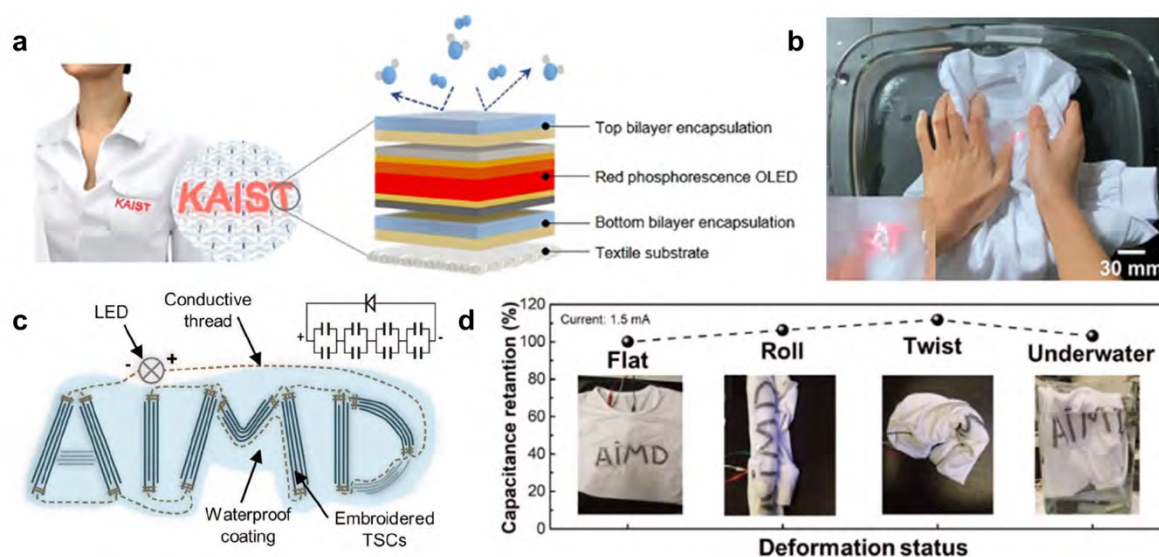 a
KAIST
KAIST
Top bilayer encapsulation
Red phosphorescence OLED
Bottom bilayer encapsulation
Textile substrate
b
30 mm
c
LED
Conductive
thread
- +
+ -
AIMD
Waterproof
coating
Embroidered
TSCs
d
Capacitance retantion (%)
120
100
80
60
40
20
0
Current: 1.5 mA
Flat
Roll
Twist
Underwater
AIMD
AIMD
AIMD
Deformation status